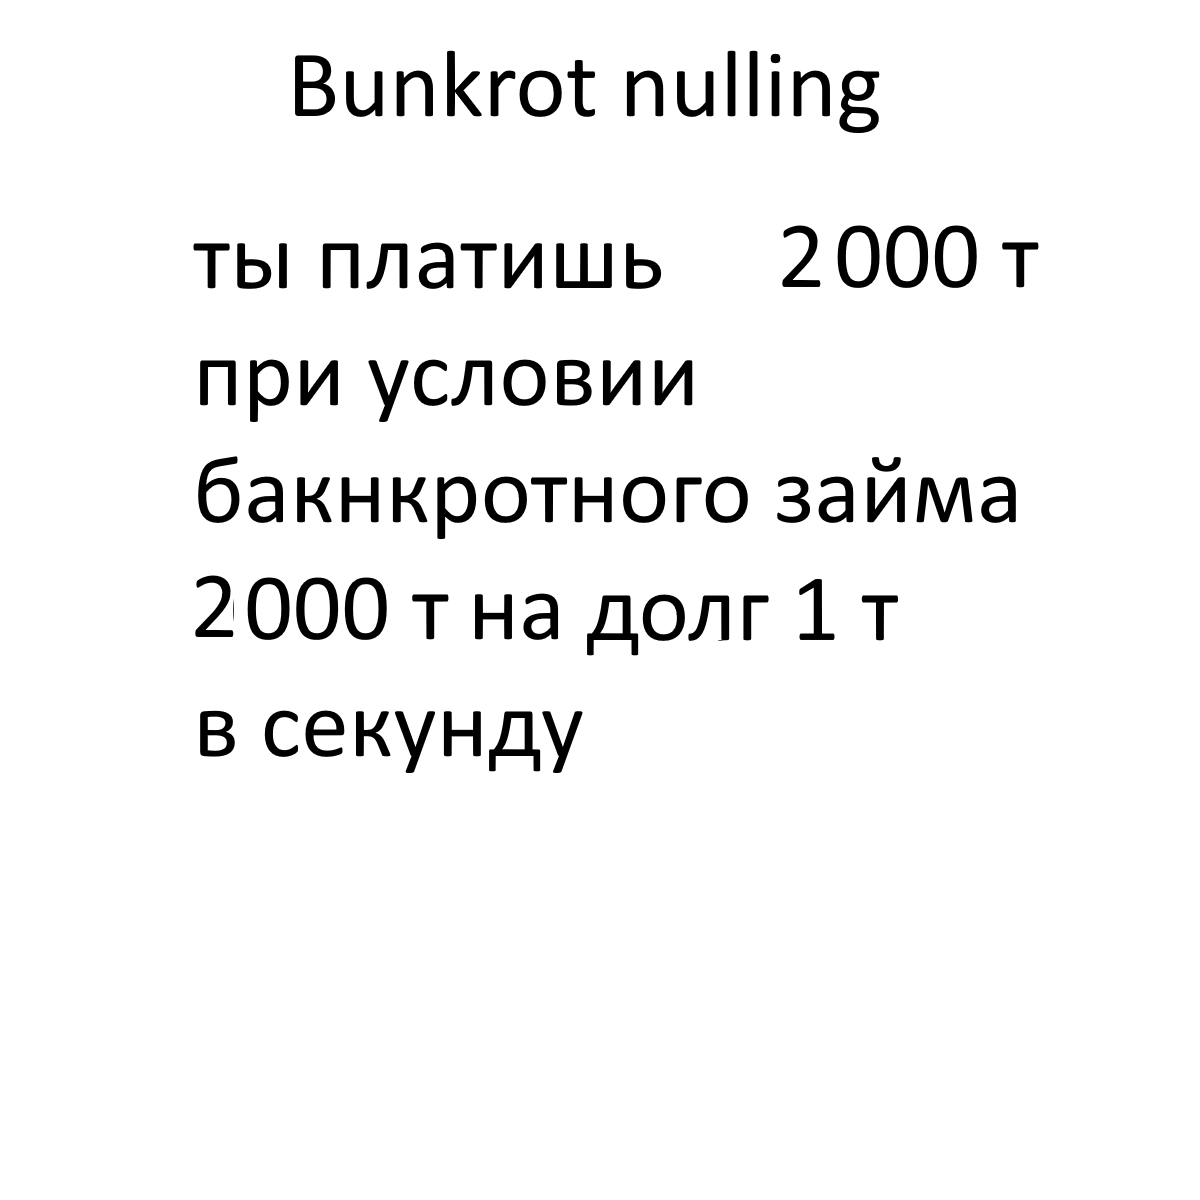 Bunkrot nulling
ты платишь 2000 т
при условии
бакнкротного займа
2000 т на долг 1 т
в секунду